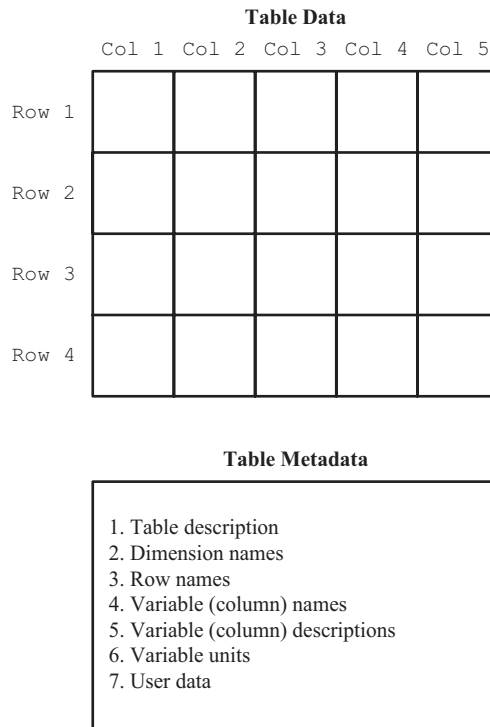 Table Data
Col 1 Col 2 Col 3 Col 4 Col 5
Row 1
Row 2
Row 3
Row 4
Table Metadata
1. Table description
2. Dimension names
3. Row names
4. Variable (column) names
5. Variable (column) descriptions
6. Variable units
7. User data